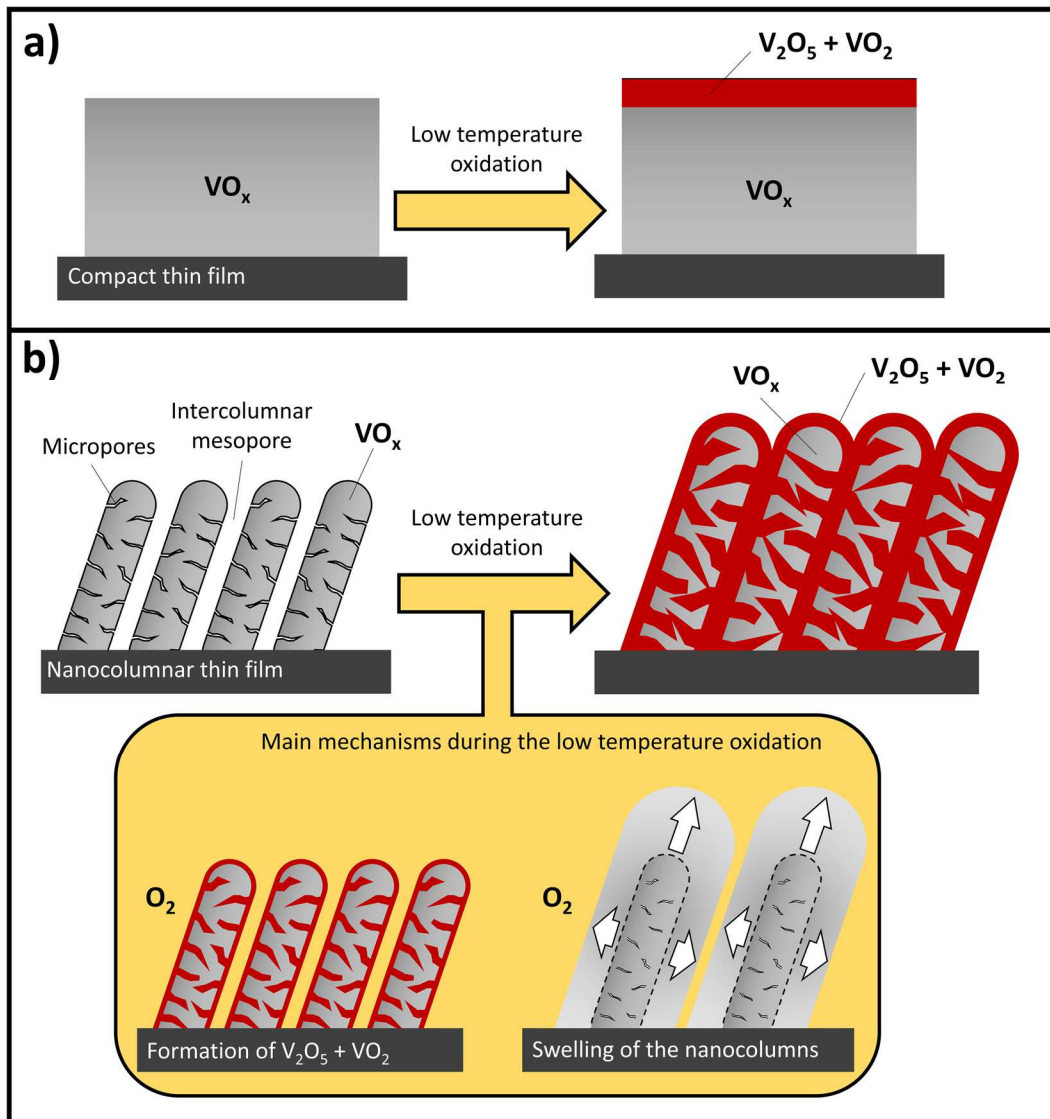 a)
V₂O₅ + VO₂
Low temperature
oxidation
VOₓ
VOₓ
Compact thin film
b)
Micropores
Intercolumnar
mesopore
VOₓ
Low temperature
oxidation
VOₓ
V₂O₅ + VO₂
Nanocolumnar thin film
Main mechanisms during the low temperature oxidation
O₂
O₂
Formation of V₂O₅ + VO₂
Swelling of the nanocolumns